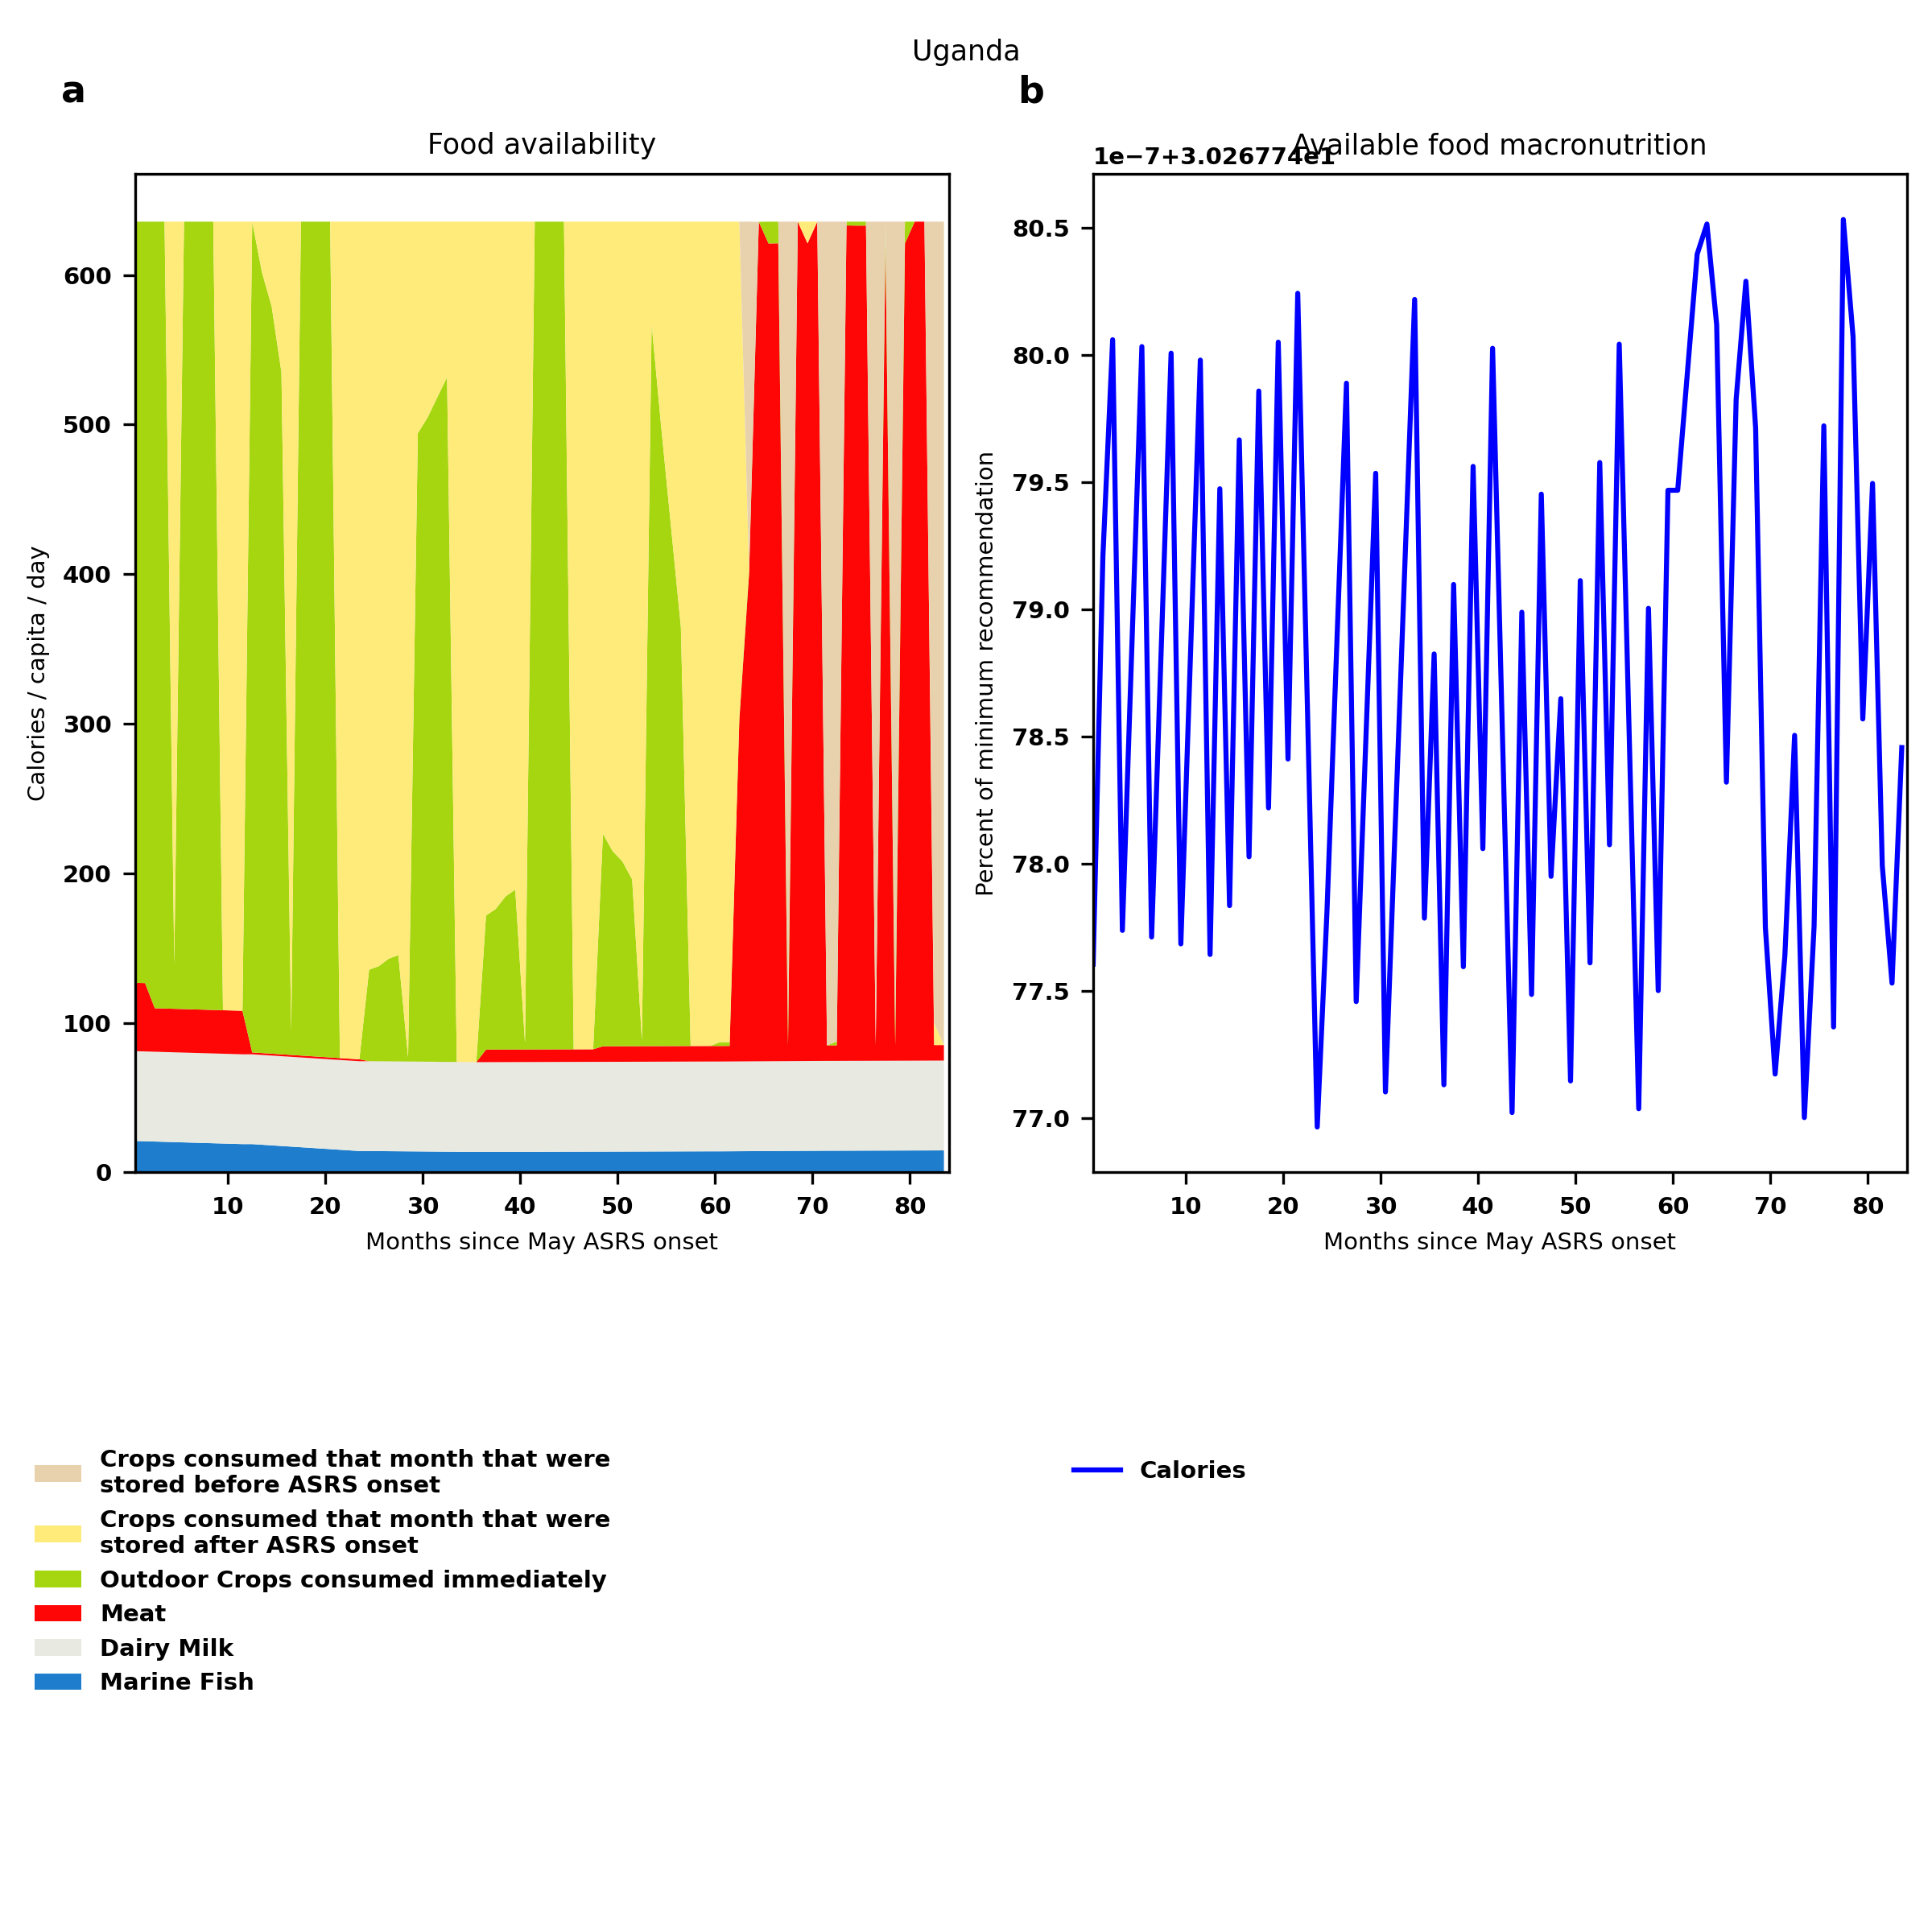 Uganda
a
b
Food availability
Available food macronutrition
1e−7+3.026774e1
Calories / capita / day
600
500
400
300
200
100
0
10 20 30 40 50 60 70 80
Months since May ASRS onset
Percent of minimum recommendation
80.5
80.0
79.5
79.0
78.5
78.0
77.5
77.0
10 20 30 40 50 60 70 80
Months since May ASRS onset
Crops consumed that month that were
stored before ASRS onset
Crops consumed that month that were
stored after ASRS onset
Outdoor Crops consumed immediately
Meat
Dairy Milk
Marine Fish
Calories